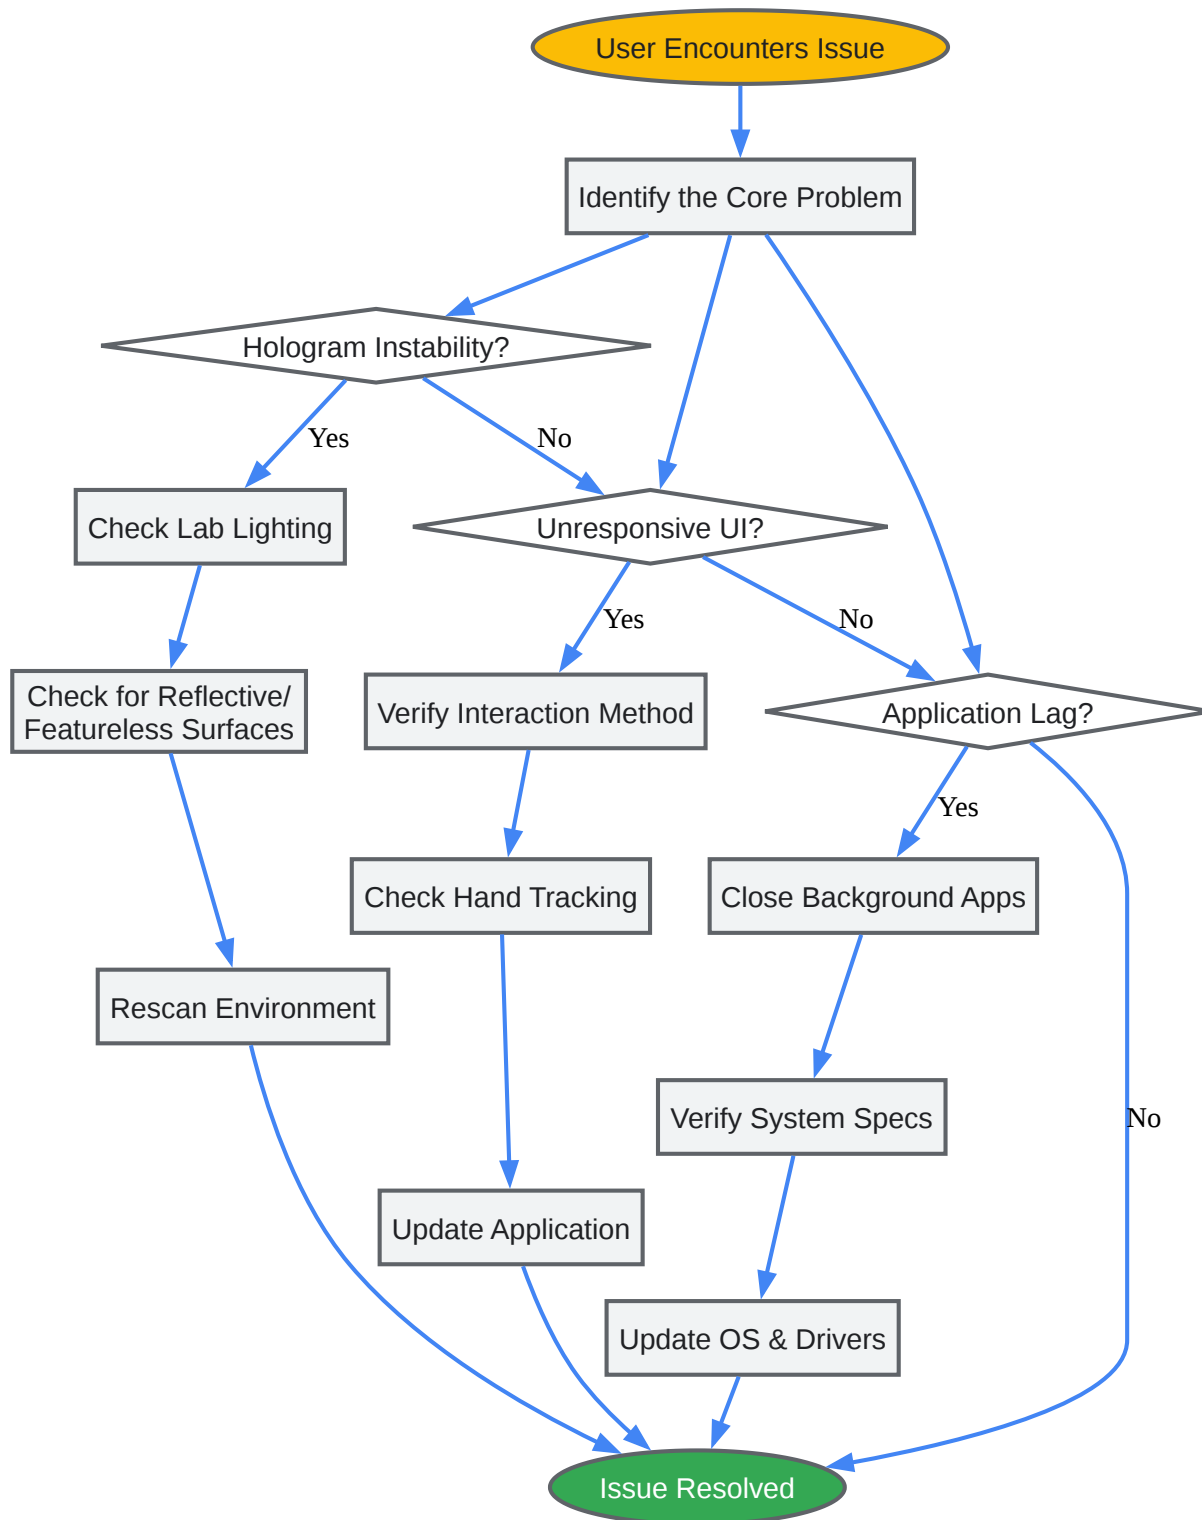 User Encounters Issue
Identify the Core Problem
Hologram Instability?
Yes
No
Check Lab Lighting
Unresponsive UI?
Yes
No
Check for Reflective/
Featureless Surfaces
Verify Interaction Method
Application Lag?
Yes
Check Hand Tracking
Close Background Apps
Rescan Environment
Verify System Specs
No
Update Application
Update OS & Drivers
Issue Resolved